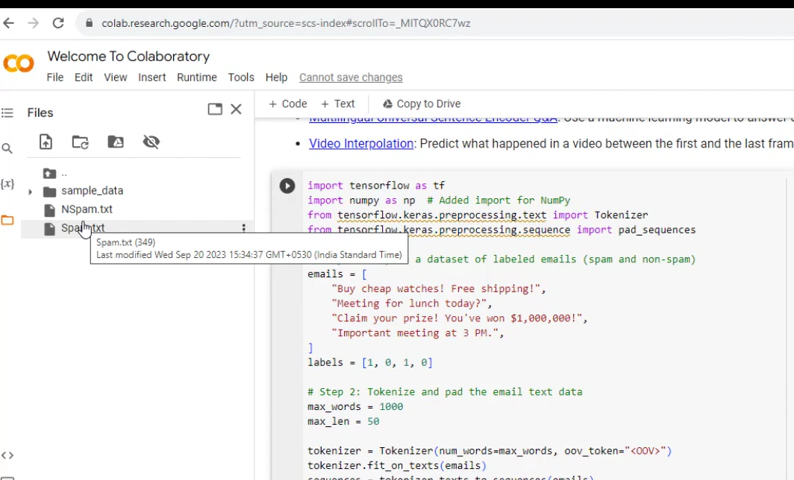 colab.research.google.com/?utm_source=scs-index#scrollTo=_MITQX0RC7wz
Welcome To Colaboratory
File Edit View Insert Runtime Tools Help Cannot save changes
Files
+ Code + Text Copy to Drive
Use a machine learning model to answer
Video Interpolation: Predict what happened in a video between the first and the last fram
..
sample_data
NSpam.txt
Spam.txt
Spam.txt (349)
Last modified Wed Sep 20 2023 15:34:37 GMT+0530 (India Standard Time)
{x}
<>
import tensorflow as tf
import numpy as np # Added import for NumPy
from tensorflow.keras.preprocessing.text import Tokenizer
from tensorflow.keras.preprocessing.sequence import pad_sequences
a dataset of labeled emails (spam and non-spam)
emails = [
"Buy cheap watches! Free shipping!",
"Meeting for lunch today?",
"Claim your prize! You've won $1,000,000!",
"Important meeting at 3 PM.",
]
labels = [1, 0, 1, 0]
# Step 2: Tokenize and pad the email text data
max_words = 1000
max_len = 50
tokenizer = Tokenizer(num_words=max_words, oov_token="<OOV>")
tokenizer.fit_on_texts(emails)